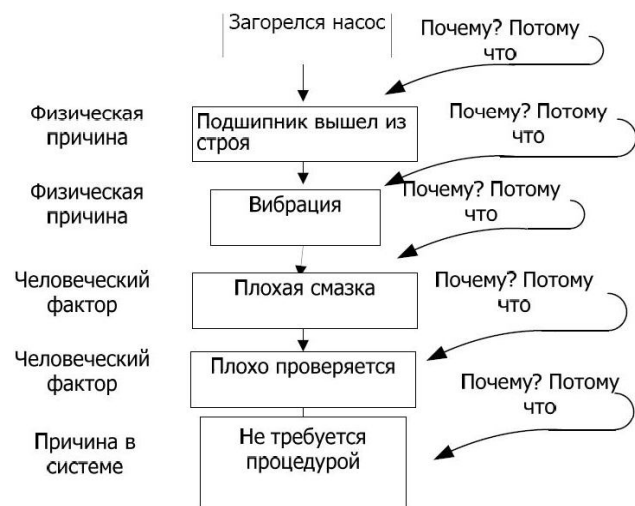 Загорелся насос
Почему? Потому
что
Физическая
причина
Подшипник вышел из
строя
Почему? Потому
что
Физическая
причина
Вибрация
Почему? Потому
что
Человеческий
фактор
Плохая смазка
Почему? Потому
что
Человеческий
фактор
Плохо проверяется
Почему? Потому
что
Причина в
системе
Не требуется
процедурой